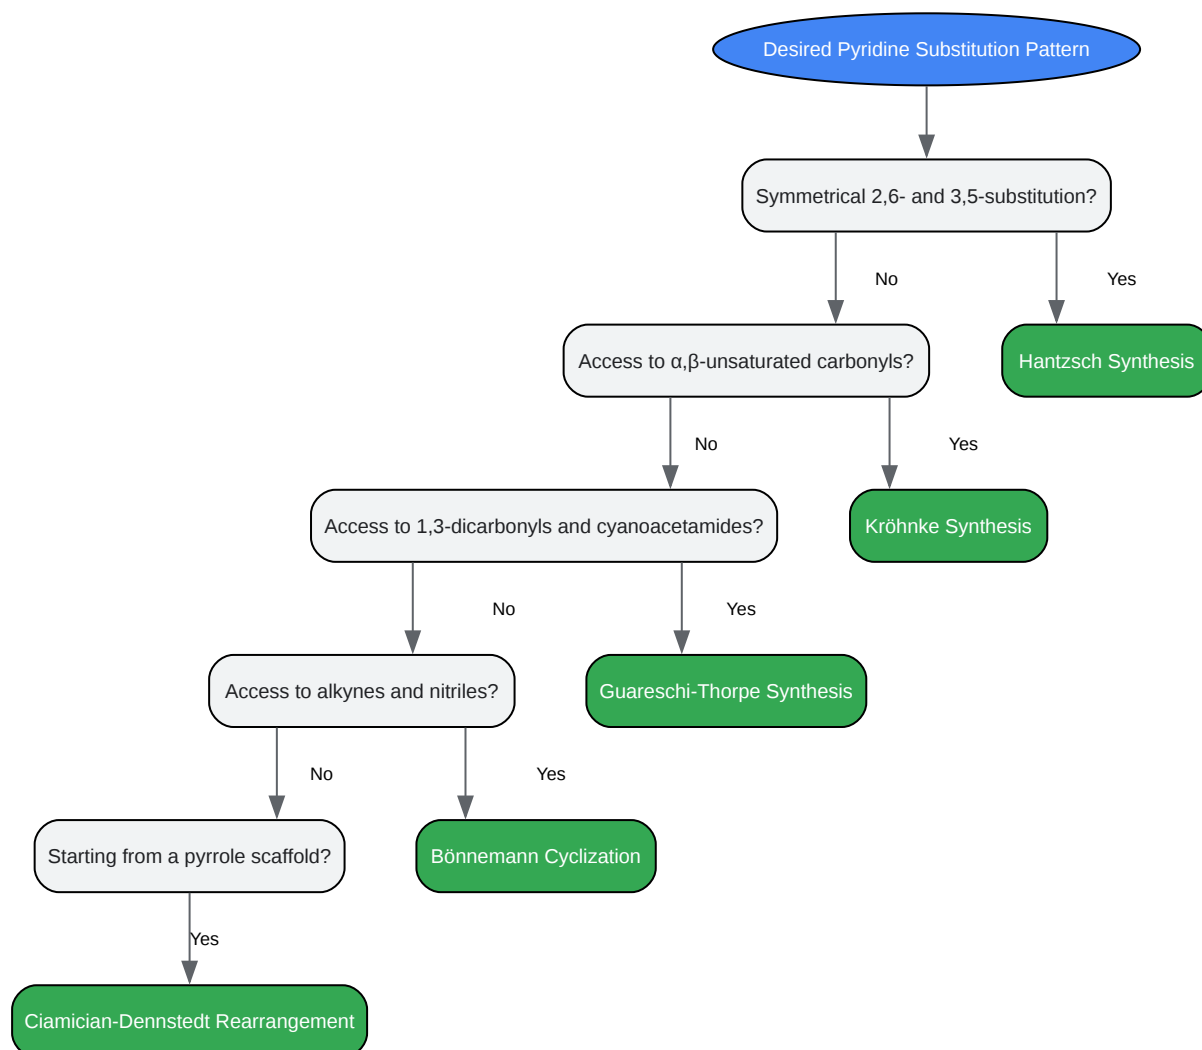 Desired Pyridine Substitution Pattern
Symmetrical 2,6- and 3,5-substitution?
No
Yes
Access to α,β-unsaturated carbonyls?
Hantzsch Synthesis
No
Yes
Access to 1,3-dicarbonyls and cyanoacetamides?
Kröhnke Synthesis
No
Yes
Access to alkynes and nitriles?
Guareschi-Thorpe Synthesis
No
Yes
Starting from a pyrrole scaffold?
Bönnemann Cyclization
Yes
Ciamician-Dennstedt Rearrangement